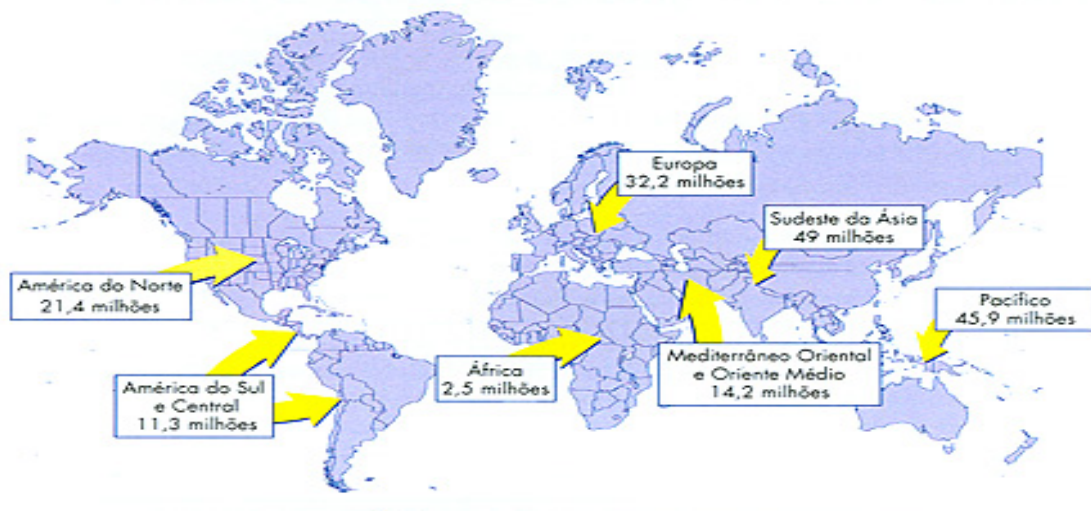 Europa
32,2 milhões
Sudeste da Ásia
49 milhões
América do Norte
21,4 milhões
Pacífico
45,9 milhões
Mediterrâneo Oriental
e Oriente Médio
14,2 milhões
África
2,5 milhões
América do Sul
e Central
11,3 milhões